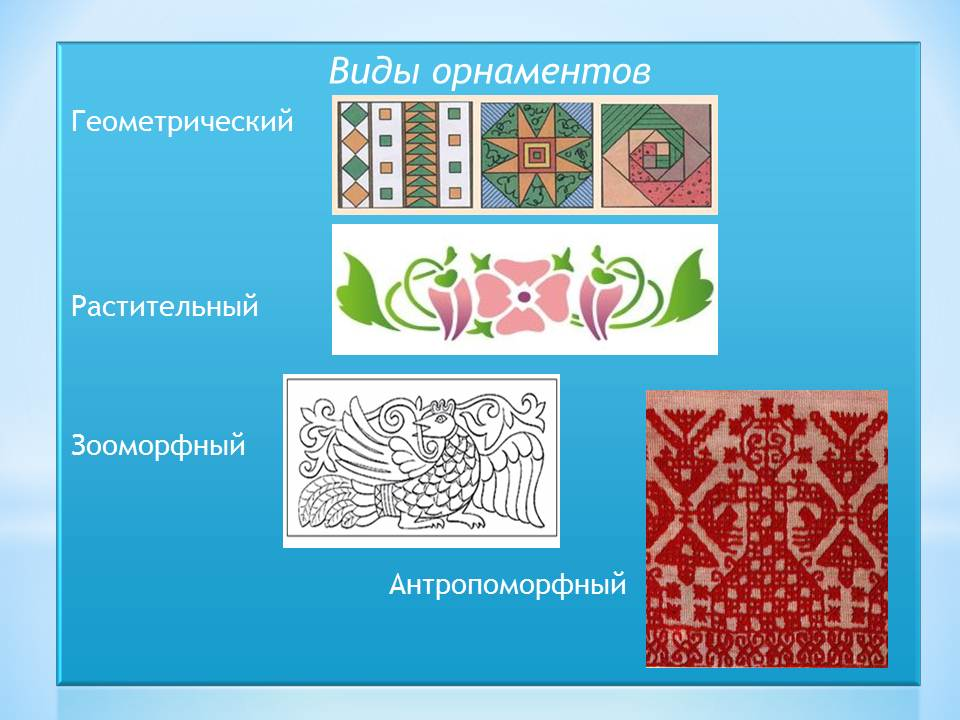 Виды орнаментов
Геометрический
Растительный
Зооморфный
Антропоморфный